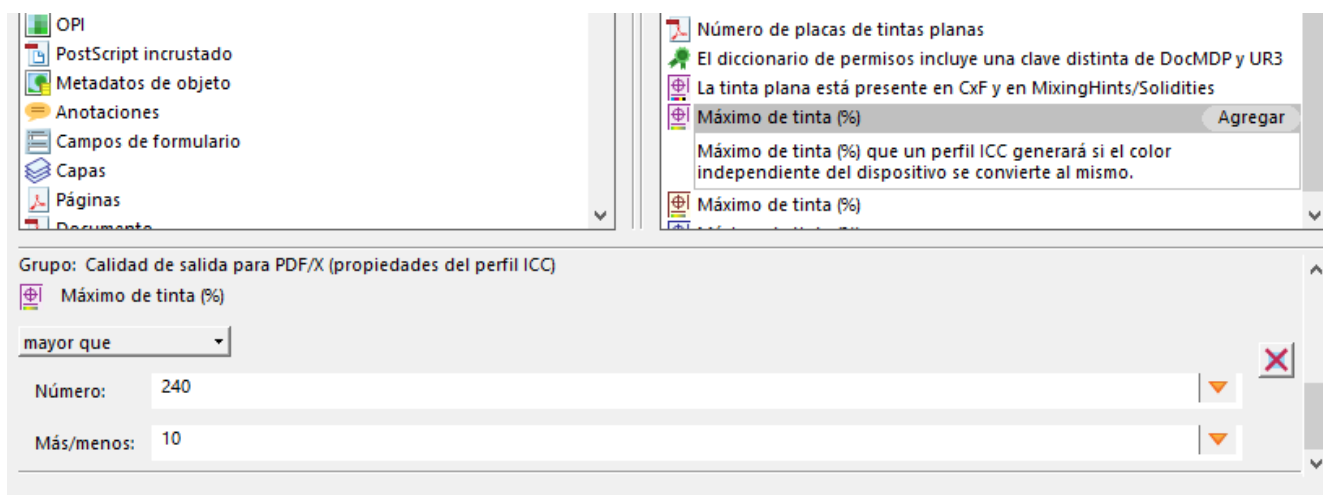 OPI
PostScript incrustado
Metadatos de objeto
Anotaciones
Campos de formulario
Capas
Páginas
Documento
Número de placas de tintas planas
El diccionario de permisos incluye una clave distinta de DocMDP y UR3
La tinta plana está presente en CxF y en MixingHints/Solidities
Máximo de tinta (%) Agregar
Máximo de tinta (%) que un perfil ICC generará si el color
independiente del dispositivo se convierte al mismo.
Máximo de tinta (%)
Grupo: Calidad de salida para PDF/X (propiedades del perfil ICC)
Máximo de tinta (%)
mayor que
Número: 240
Más/menos: 10